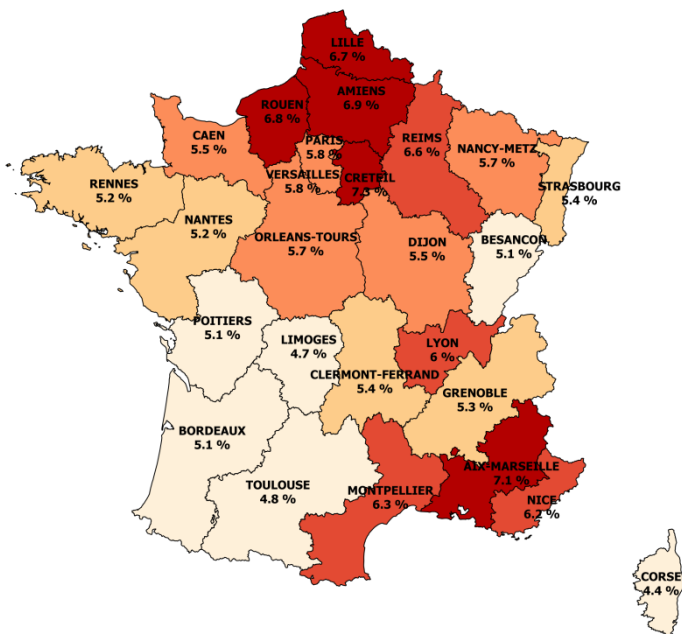 LILLE
6.7 %
AMIENS
6.9 %
ROUEN
6.8 %
CAEN
5.5 %
PARIS
5.8 %
REIMS
6.6 %
NANCY-METZ
5.7 %
VERSAILLES
5.8 %
CRETEIL
7.3 %
RENNES
5.2 %
STRASBOURG
5.4 %
NANTES
5.2 %
ORLEANS-TOURS
5.7 %
DIJON
5.5 %
BESANCON
5.1 %
POITIERS
5.1 %
LIMOGES
4.7 %
LYON
6 %
CLERMONT-FERRAND
5.4 %
GRENOBLE
5.3 %
BORDEAUX
5.1 %
AIX-MARSEILLE
7.1 %
TOULOUSE
4.8 %
MONTPELLIER
6.3 %
NICE
6.2 %
CORSE
4.4 %